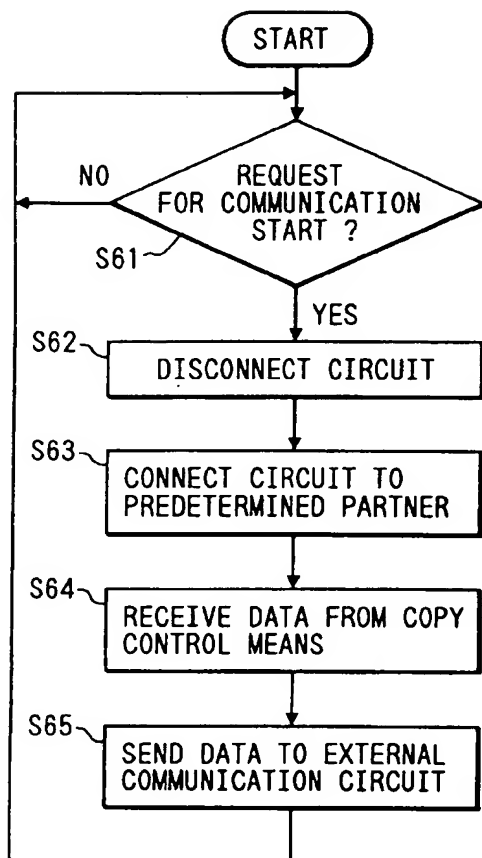 START
NO
REQUEST
FOR COMMUNICATION
START ?
S61
YES
S62
DISCONNECT CIRCUIT
S63
CONNECT CIRCUIT TO
PREDETERMINED PARTNER
S64
RECEIVE DATA FROM COPY
CONTROL MEANS
S65
SEND DATA TO EXTERNAL
COMMUNICATION CIRCUIT